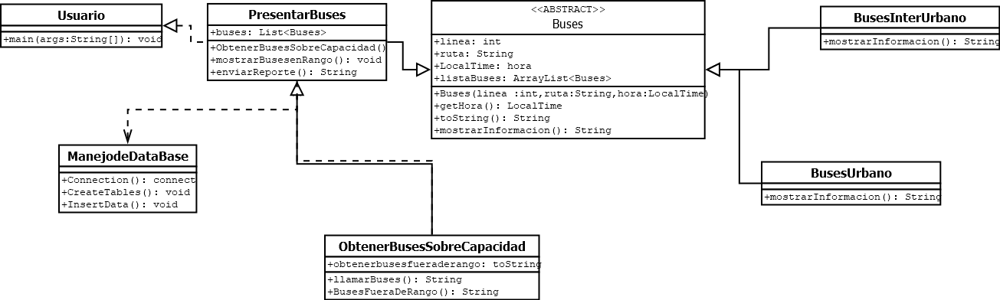 Usuario
+main(args:String[]): void
PresentarBuses
+buses: List<Buses>
+ObtenerBusesSobreCapacidad()
+mostrarBusesenRango(): void
+enviarReporte(): String
<<ABSTRACT>>
Buses
+linea: int
+ruta: String
+LocalTime: hora
+listaBuses: ArrayList<Buses>
+Buses(linea :int,ruta:String,hora:LocalTime)
+getHora(): LocalTime
+toString(): String
+mostrarInformacion(): String
BusesInterUrbano
+mostrarInformacion(): String
ManejodeDataBase
+Connection(): connect
+CreateTables(): void
+InsertData(): void
BusesUrbano
+mostrarInformacion(): String
ObtenerBusesSobreCapacidad
+obtenerbusesfueraderango: toString
+llamarBuses(): String
+BusesFueraDeRango(): String